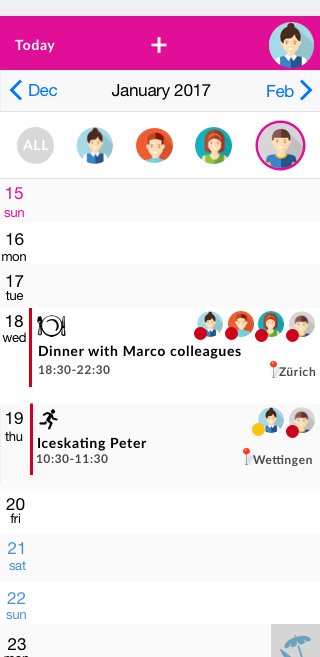 Today +
Dec January 2017 Feb
ALL
15
sun
16
mon
17
tue
18
wed
Dinner with Marco colleagues
18:30-22:30
Zürich
19
thu
Iceskating Peter
10:30-11:30
Wettingen
20
fri
21
sat
22
sun
23
mon